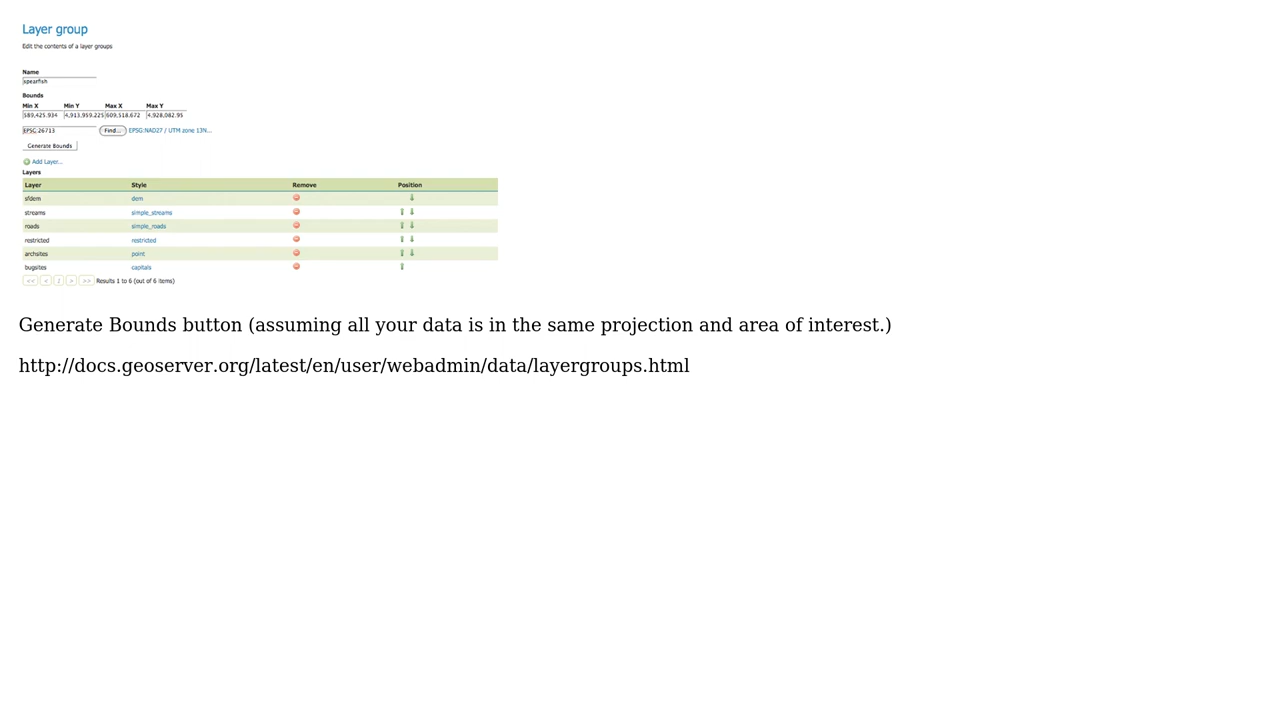 Layer group
Edit the contents of a layer groups
Name
spearfish
Bounds
Min X Min Y Max X Max Y
589,425.934 4,913,959.225 609,518.672 4,928,082.95
EPSG:26713 Find... EPSG:NAD27 / UTM zone 13N...
Generate Bounds
Add Layer...
Layers
Layer Style Remove Position
sfdem dem
streams simple_streams
roads simple_roads
restricted restricted
archsites point
bugsites capitals
<< < 1 > >> Results 1 to 6 (out of 6 items)
Generate Bounds button (assuming all your data is in the same projection and area of interest.)
http://docs.geoserver.org/latest/en/user/webadmin/data/layergroups.html